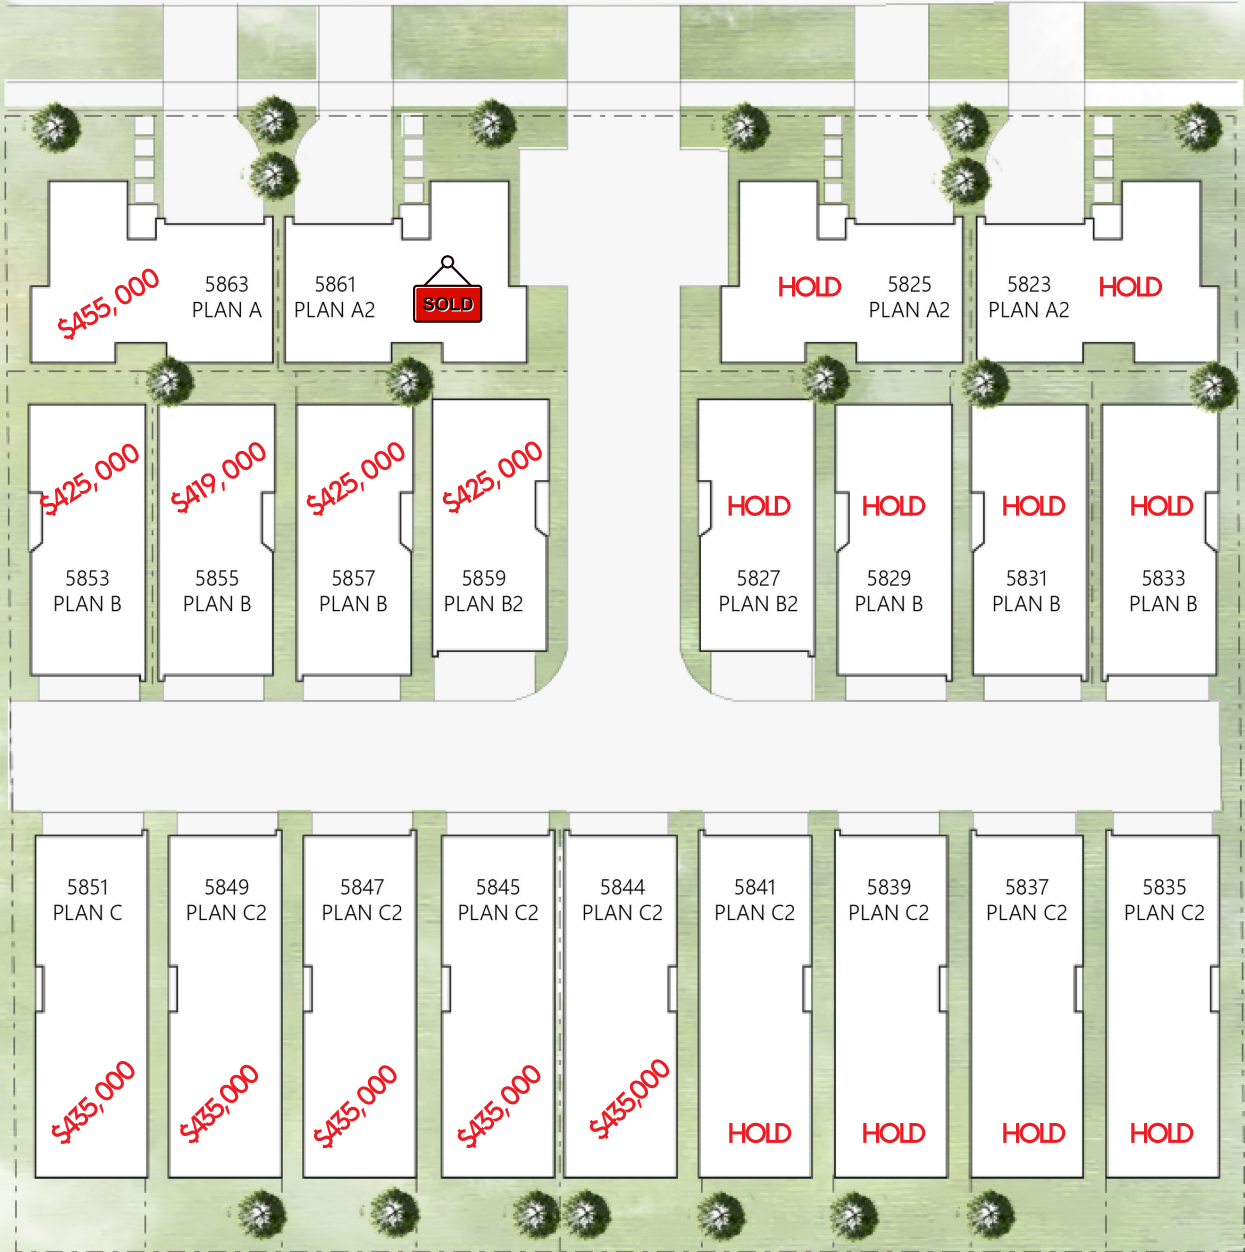 $455,000
5863
PLAN A
5861
PLAN A2
SOLD
HOLD
5825
PLAN A2
5823
PLAN A2
HOLD
$425,000
5853
PLAN B
$419,000
5855
PLAN B
$425,000
5857
PLAN B
$425,000
5859
PLAN B2
HOLD
5827
PLAN B2
HOLD
5829
PLAN B
HOLD
5831
PLAN B
HOLD
5833
PLAN B
5851
PLAN C
$435,000
5849
PLAN C2
$435,000
5847
PLAN C2
$435,000
5845
PLAN C2
$435,000
5844
PLAN C2
$435,000
5841
PLAN C2
HOLD
5839
PLAN C2
HOLD
5837
PLAN C2
HOLD
5835
PLAN C2
HOLD